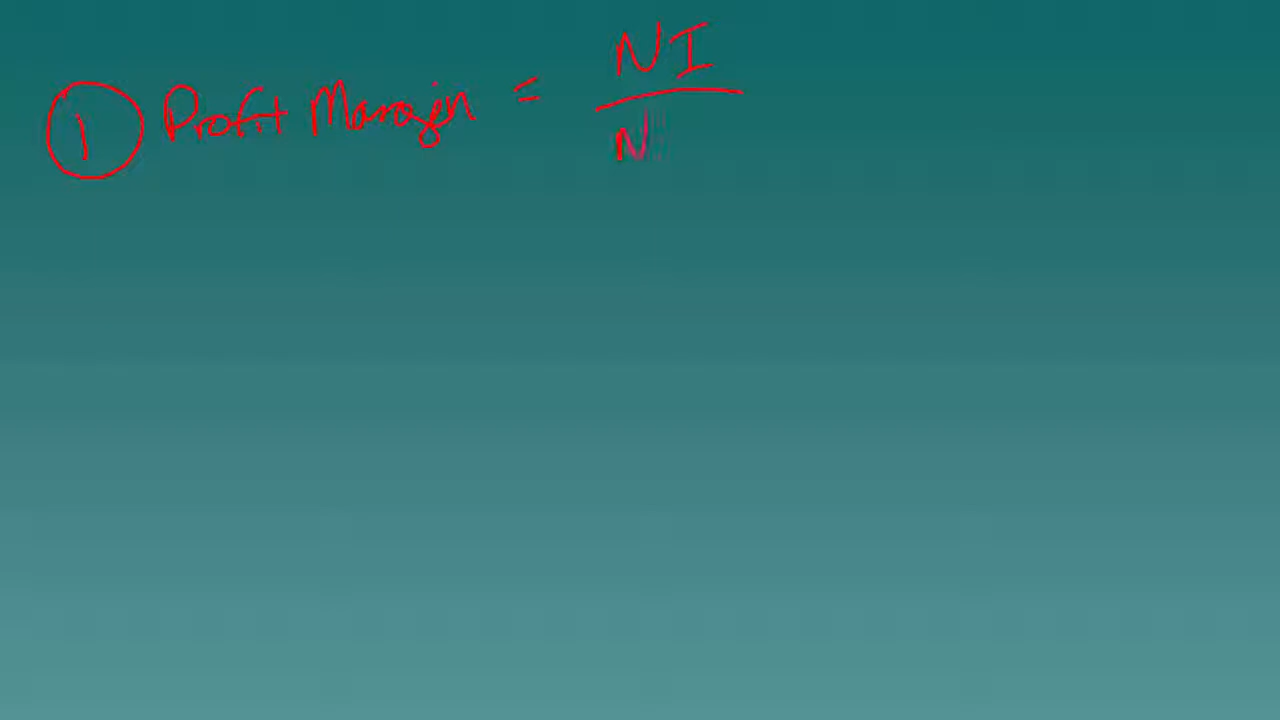 ① Profit Margin = NI
N